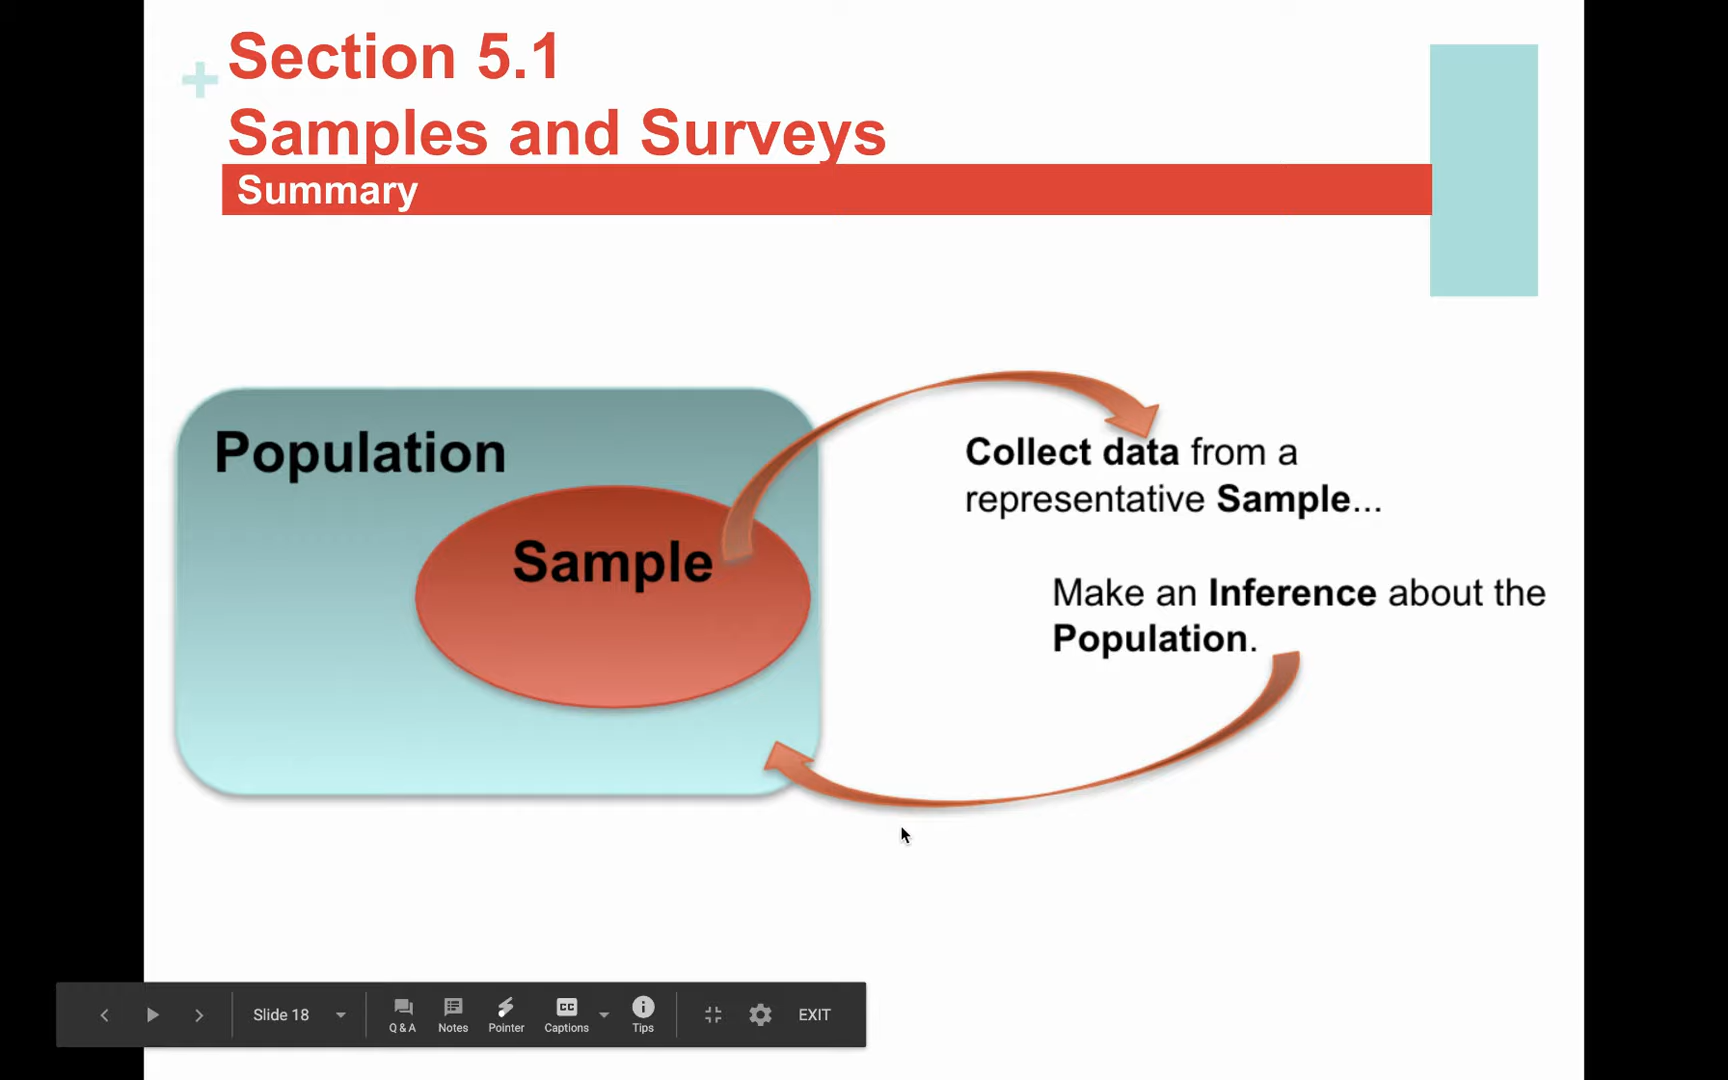 +
Section 5.1
Samples and Surveys
Summary
Population
Sample
Collect data from a
representative Sample...
Make an Inference about the
Population.
Slide 18
Q & A
Notes
CC
Captions
Tips
Pointer
EXIT